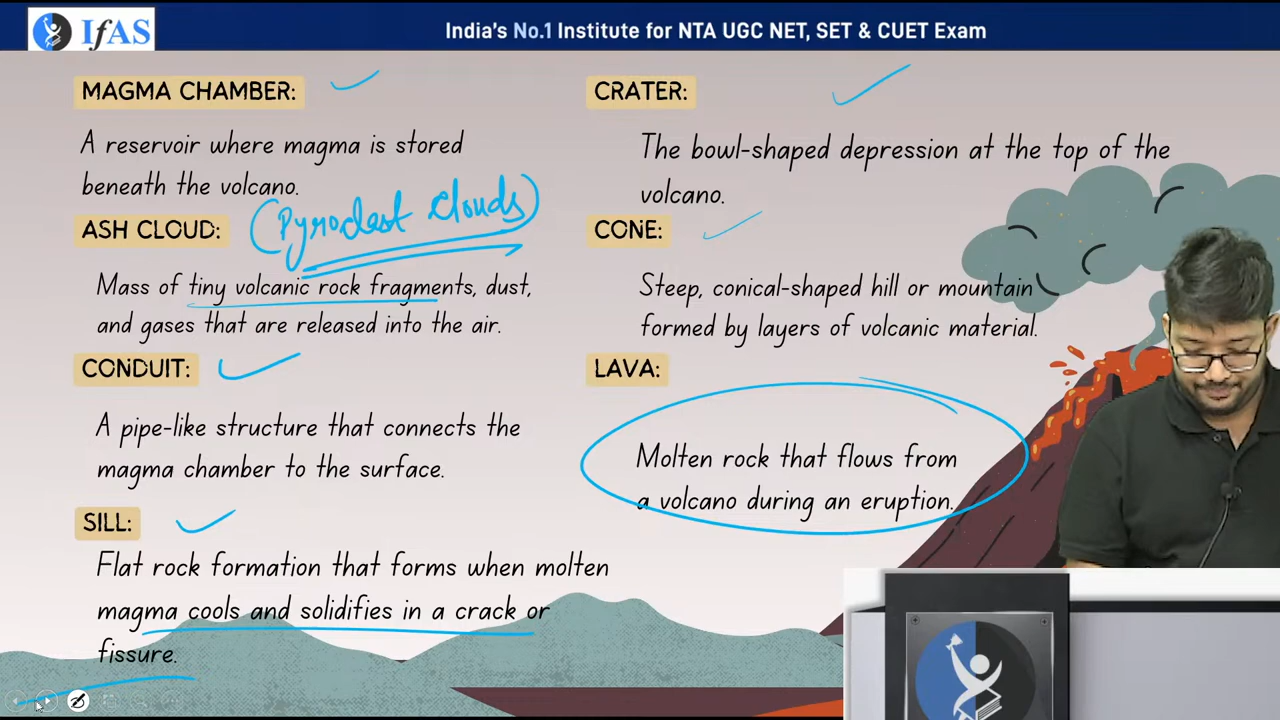 IfAS
India's No.1 Institute for NTA UGC NET, SET & CUET Exam
MAGMA CHAMBER:
A reservoir where magma is stored
beneath the volcano.
ASH CLOUD:
(Pyroclast clouds)
Mass of tiny volcanic rock fragments, dust,
and gases that are released into the air.
CONDUIT:
A pipe-like structure that connects the
magma chamber to the surface.
SILL:
Flat rock formation that forms when molten
magma cools and solidifies in a crack or
fissure.
CRATER:
The bowl-shaped depression at the top of the
volcano.
CONE:
Steep, conical-shaped hill or mountain
formed by layers of volcanic material.
LAVA:
Molten rock that flows from
a volcano during an eruption.